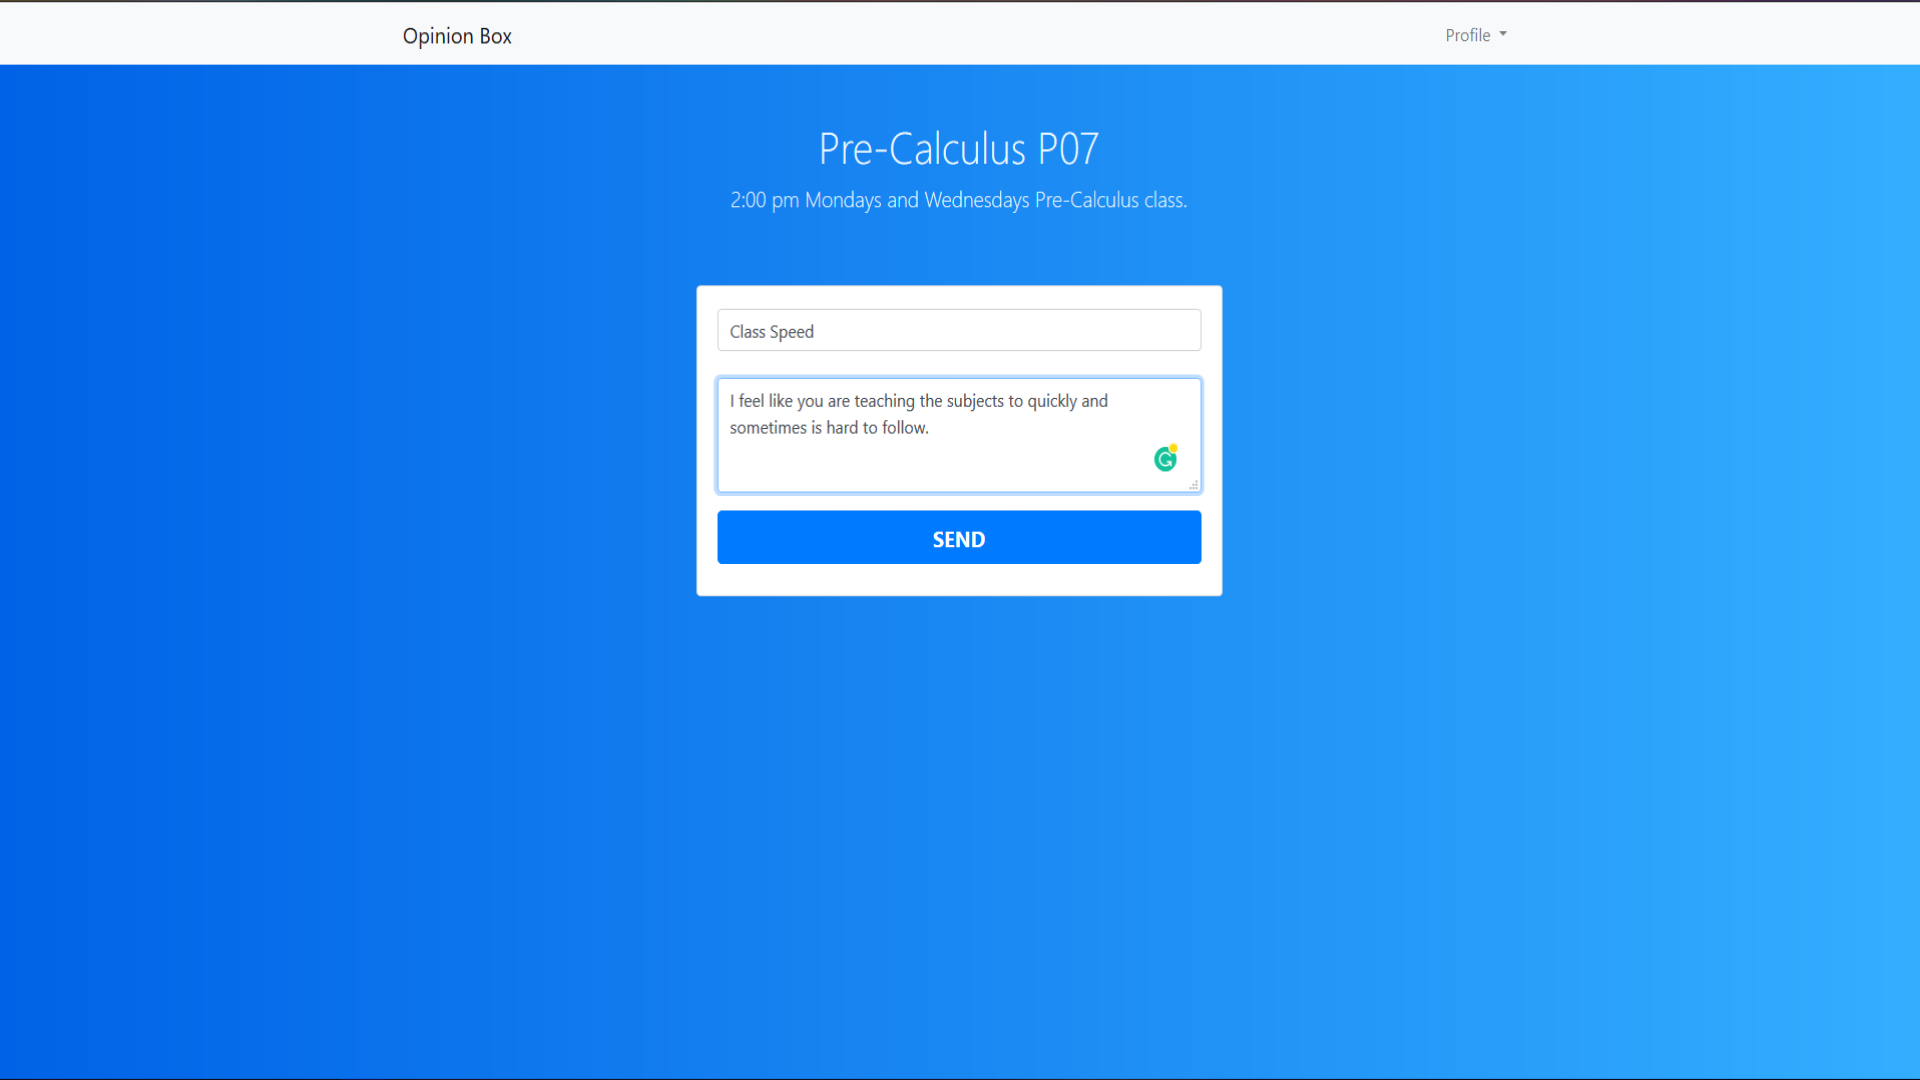 Opinion Box
Profile
Pre-Calculus P07
2:00 pm Mondays and Wednesdays Pre-Calculus class.
Class Speed
I feel like you are teaching the subjects to quickly and
sometimes is hard to follow.
SEND